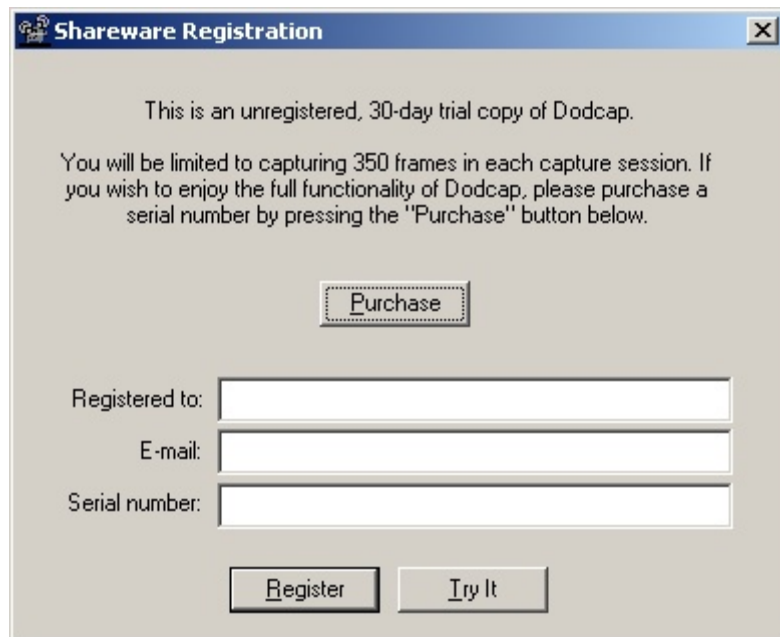 Shareware Registration
This is an unregistered, 30-day trial copy of Dodcap.
You will be limited to capturing 350 frames in each capture session. If
you wish to enjoy the full functionality of Dodcap, please purchase a
serial number by pressing the "Purchase" button below.
Purchase
Registered to:
E-mail:
Serial number:
Register
Try It